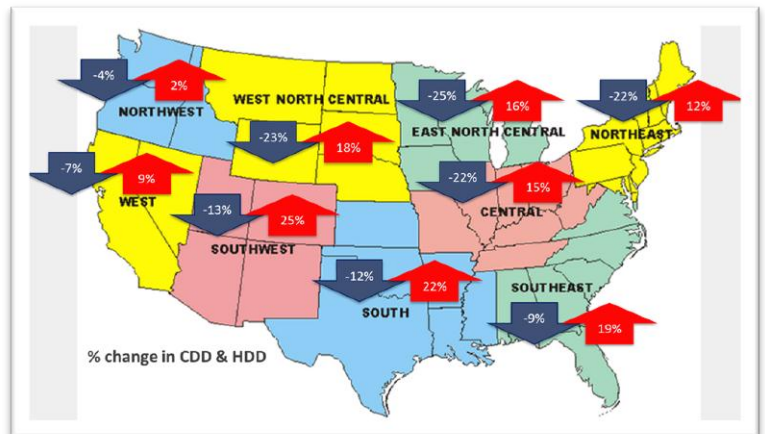 -4%
2%
NORTHWEST
WEST NORTH CENTRAL
-23%
18%
-25%
16%
EAST NORTH CENTRAL
-22%
12%
NORTHEAST
-7%
9%
WEST
-13%
25%
SOUTHWEST
-22%
15%
CENTRAL
-12%
22%
SOUTH
SOUTHEAST
-9%
19%
% change in CDD & HDD